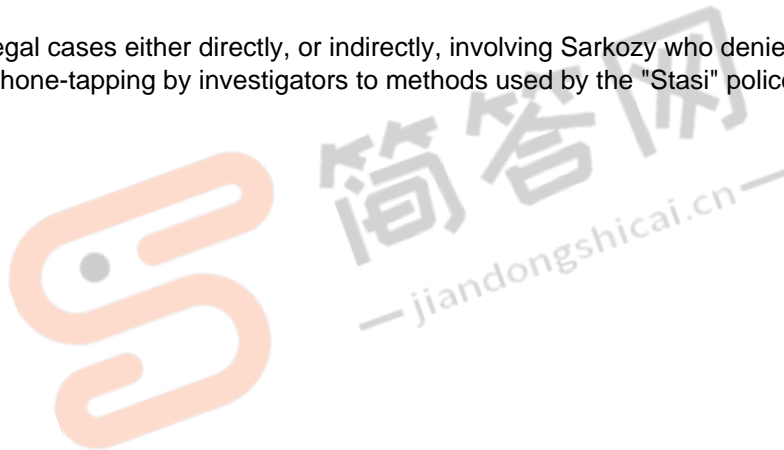 egal cases either directly, or indirectly, involving Sarkozy who denie
hone-tapping by investigators to methods used by the "Stasi" police
简答网
jiandongshicai.cn